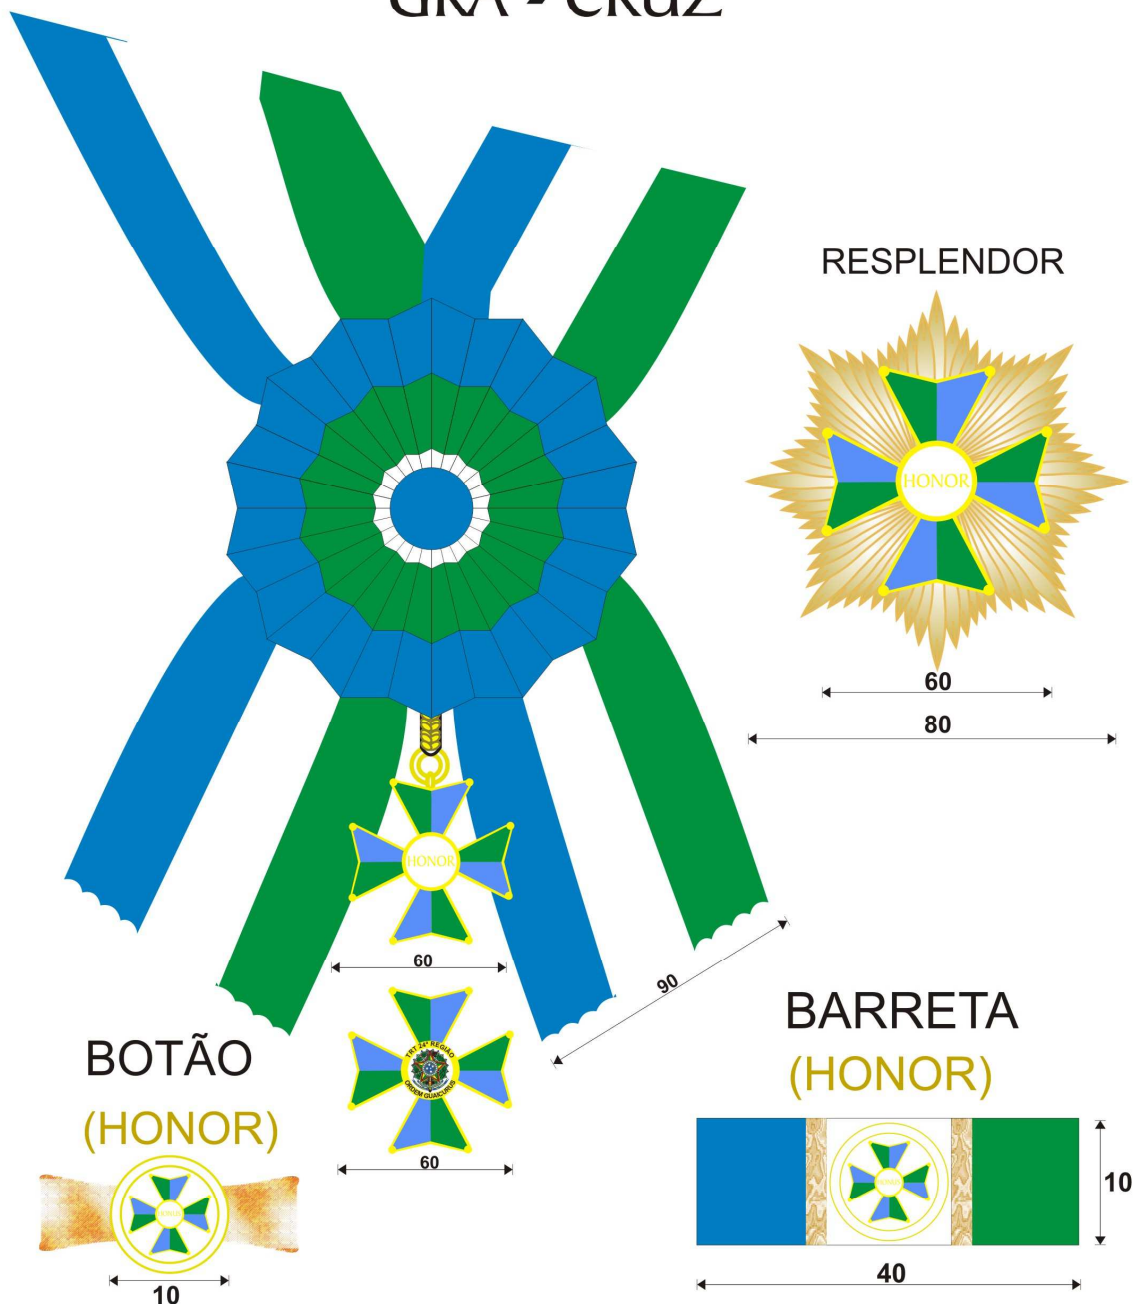 GRÃ - CRUZ
RESPLENDOR
HONOR
60
80
HONOR
60
90
TRT 24ª REGIÃO
ORDEM GUAICURUS
60
BOTÃO
(HONOR)
10
BARRETA
(HONOR)
10
40